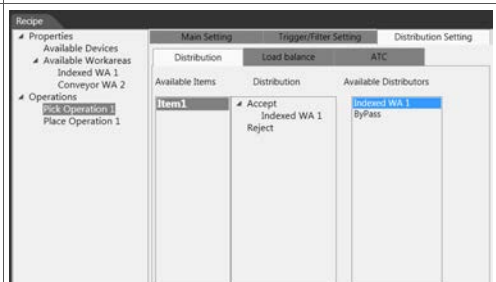 Recipe
Properties
Available Devices
Available Workareas
Indexed WA 1
Conveyor WA 2
Operations
Pick Operation 1
Place Operation 1
Main Setting
Trigger/Filter Setting
Distribution Setting
Distribution
Load balance
ATC
Available Items
Distribution
Available Distributors
Item1
Accept
Indexed WA 1
Reject
Indexed WA 1
ByPass